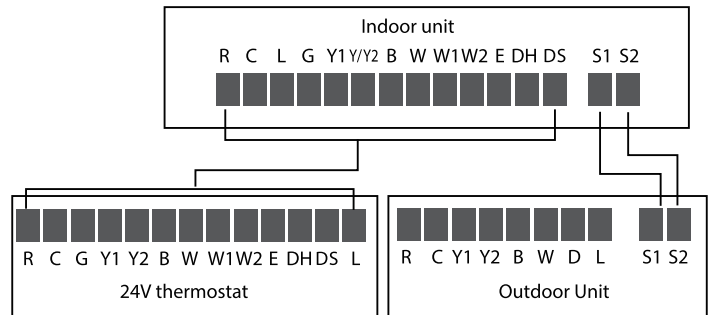 Indoor unit
R C L G Y1 Y/Y2 B W W1 W2 E DH DS S1 S2
R C G Y1 Y2 B W W1 W2 E DH DS L
R C Y1 Y2 B W D L S1 S2
24V thermostat
Outdoor Unit